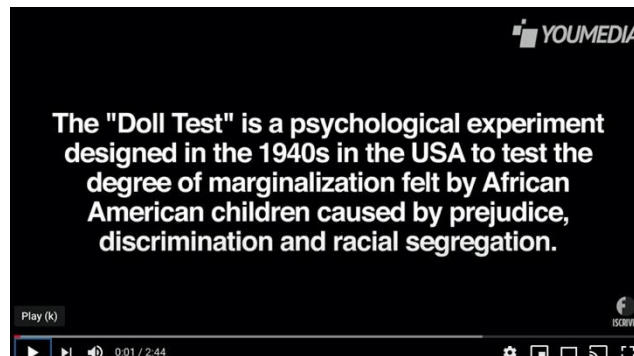 YOUMEDIA
The "Doll Test" is a psychological experiment
designed in the 1940s in the USA to test the
degree of marginalization felt by African
American children caused by prejudice,
discrimination and racial segregation.
Play (k)
0:01 / 2:44